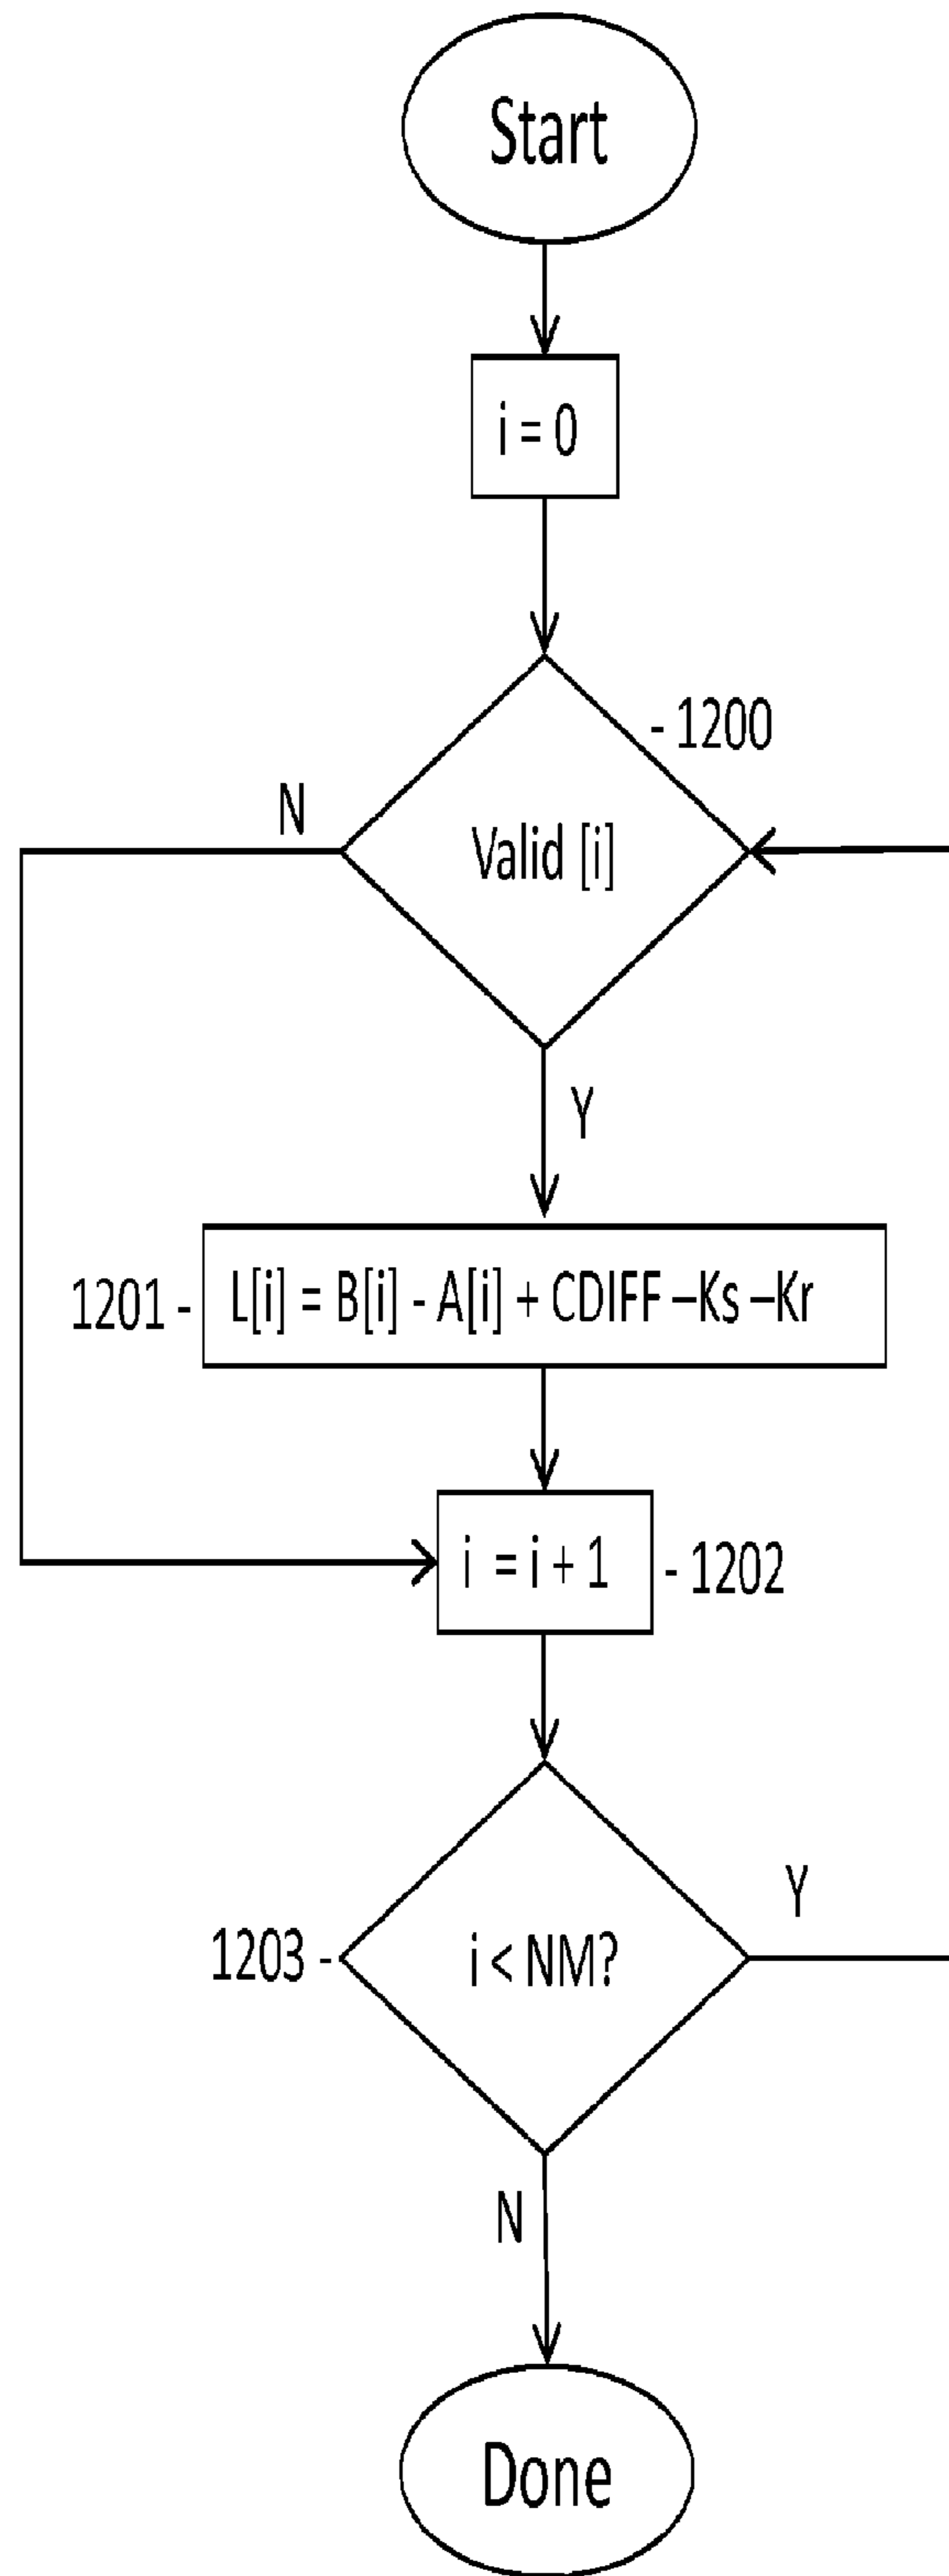 Start
i = 0
- 1200
N
Valid [i]
Y
1201 -
L[i] = B[i] - A[i] + CDIFF –Ks –Kr
i = i + 1
- 1202
Y
1203 -
i < NM?
N
Done